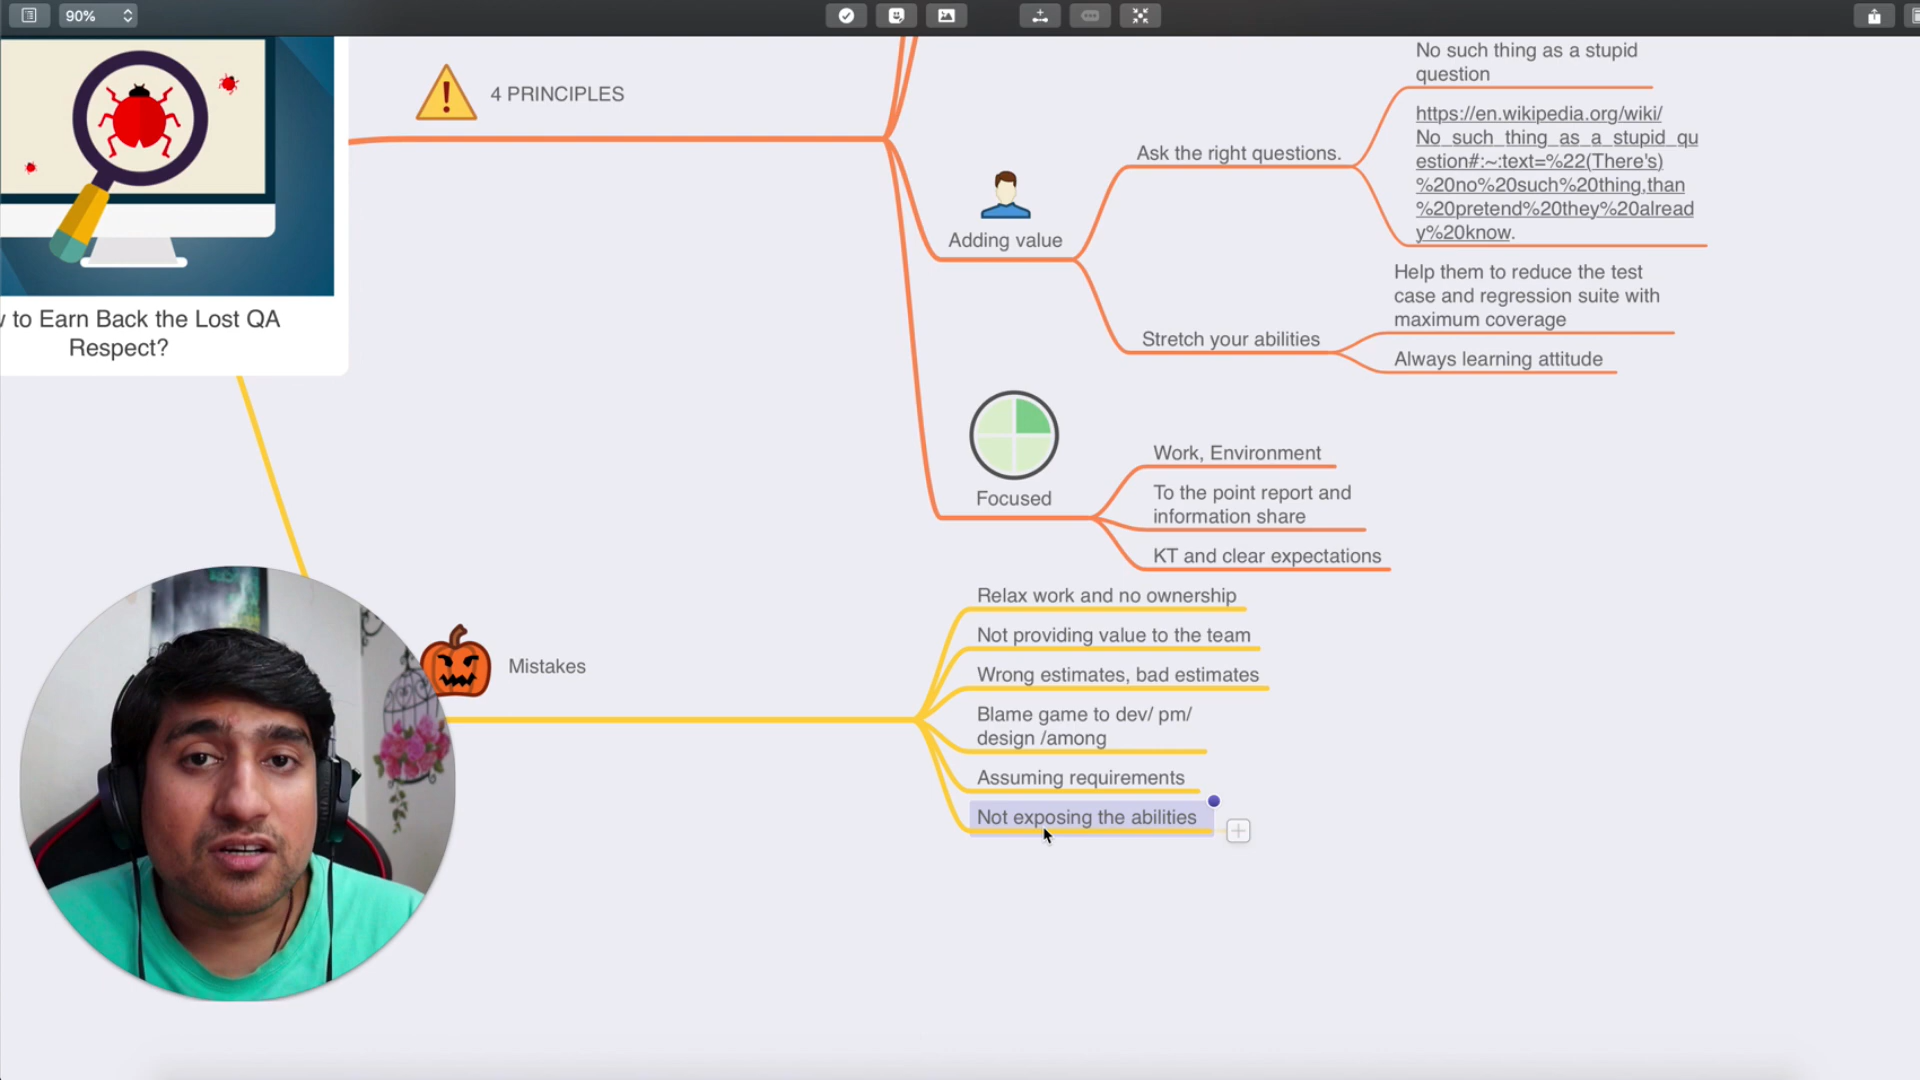 90%
4 PRINCIPLES
to Earn Back the Lost QA
Respect?
Adding value
Ask the right questions.
No such thing as a stupid
question
https://en.wikipedia.org/wiki/
No_such_thing_as_a_stupid_qu
estion#:~:text=%22(There's)
%20no%20such%20thing,than
%20pretend%20they%20alread
y%20know.
Stretch your abilities
Help them to reduce the test
case and regression suite with
maximum coverage
Always learning attitude
Focused
Work, Environment
To the point report and
information share
KT and clear expectations
Mistakes
Relax work and no ownership
Not providing value to the team
Wrong estimates, bad estimates
Blame game to dev/ pm/
design /among
Assuming requirements
Not exposing the abilities